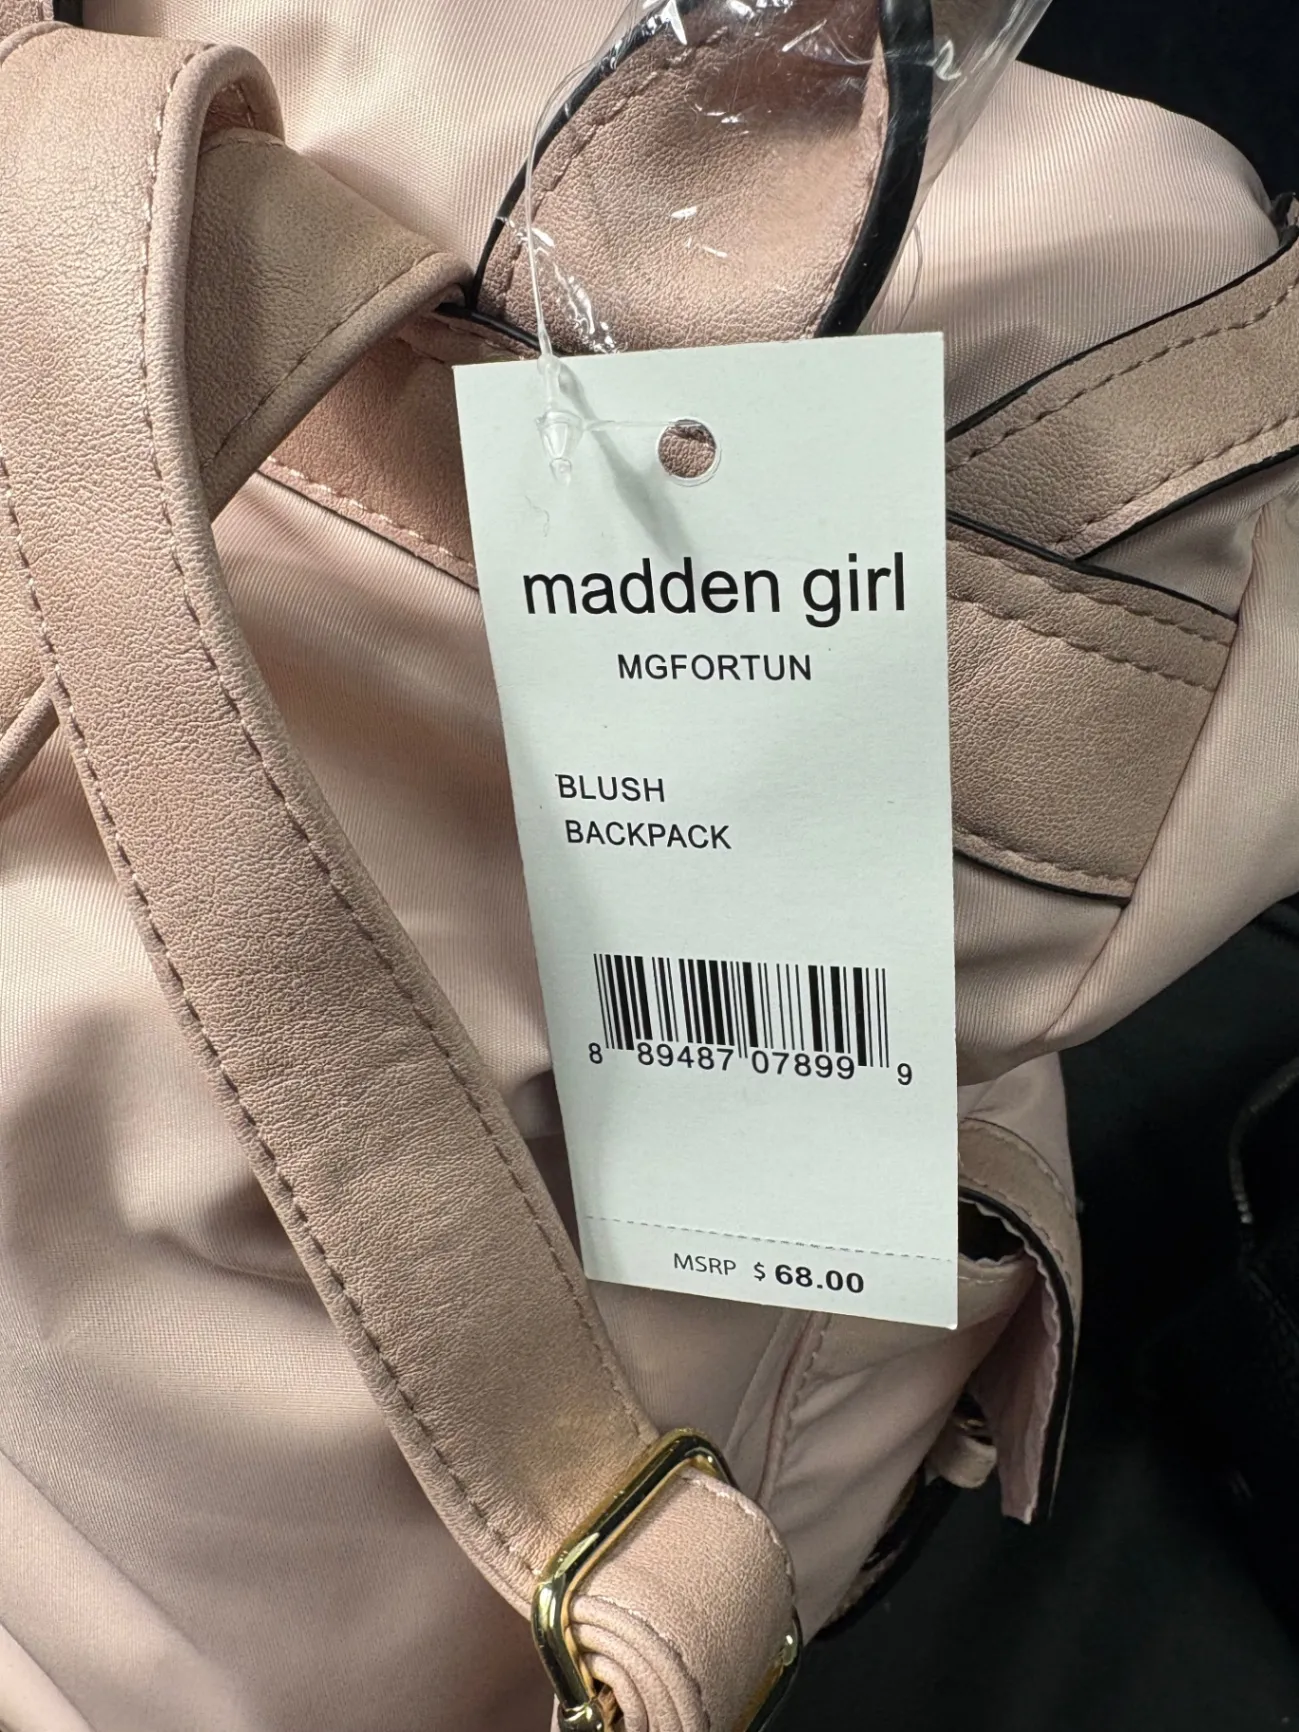 madden girl
MGFORTUN
BLUSH
BACKPACK
8 89487 07899 9
MSRP $ 68.00